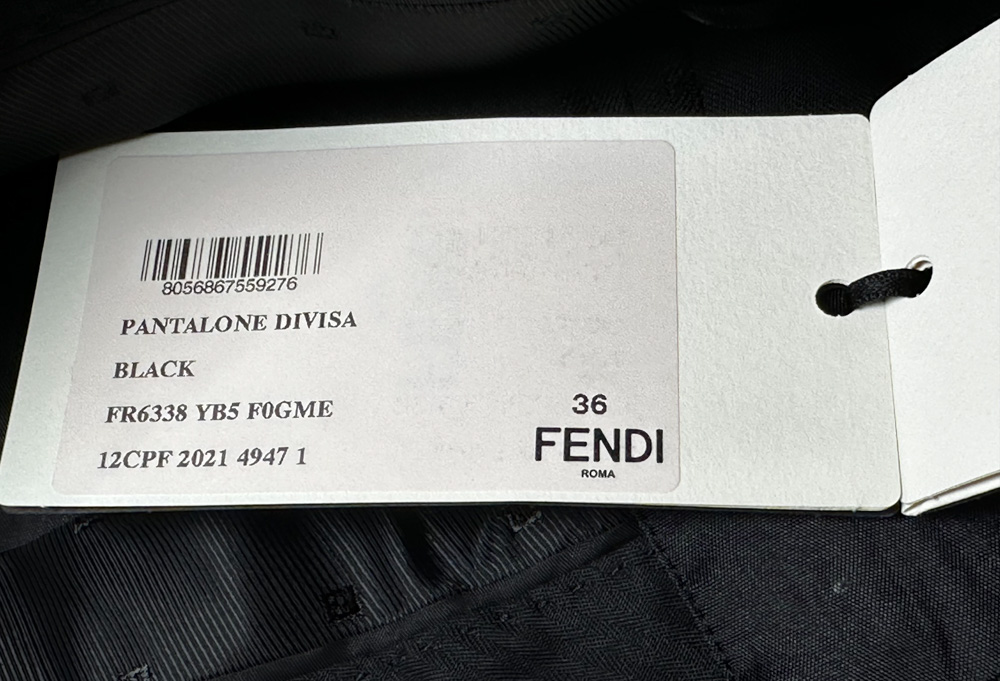 8056867559276
PANTALONE DIVISA
BLACK
FR6338 YB5 F0GME
12CPF 2021 4947 1
36
FENDI
ROMA